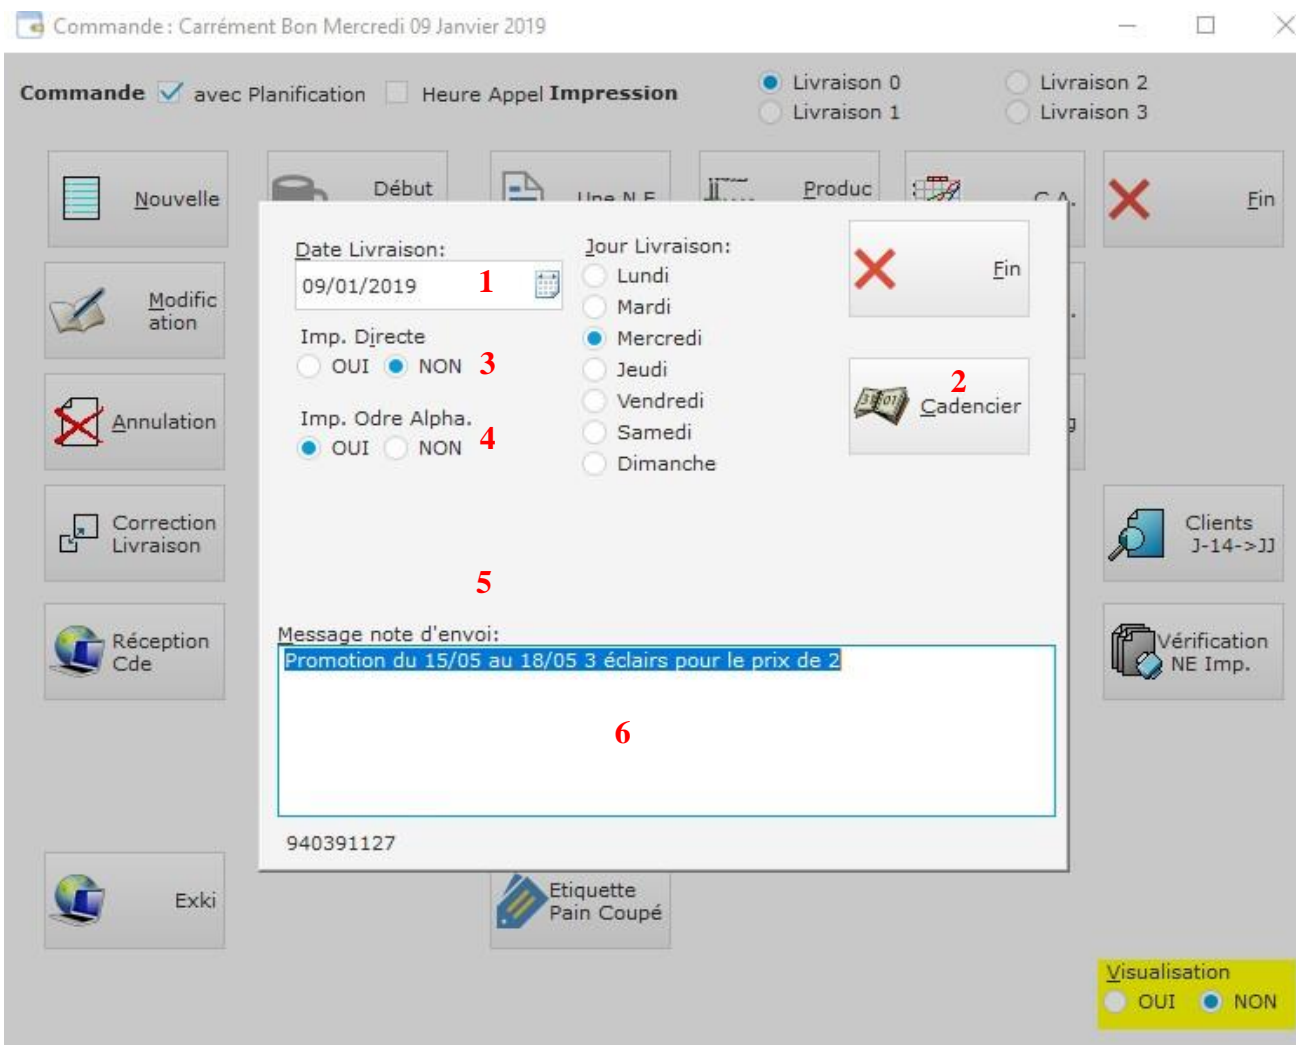 Commande : Carrément Bon Mercredi 09 Janvier 2019
Commande avec Planification Heure Appel Impression
Livraison 0
Livraison 1
Livraison 2
Livraison 3
Nouvelle
Début
Une N.E
Produc
C.A.
Fin
Modific
ation
Annulation
Correction
Livraison
Réception
Cde
Exki
Date Livraison:
09/01/2019 1
Imp. Directe
OUI NON 3
Imp. Odre Alpha.
OUI NON 4
Jour Livraison:
Lundi
Mardi
Mercredi
Jeudi
Vendredi
Samedi
Dimanche
Fin
2
Cadencier
5
Message note d'envoi:
Promotion du 15/05 au 18/05 3 éclairs pour le prix de 2
6
940391127
Clients
J-14->JJ
Vérification
NE Imp.
Etiquette
Pain Coupé
Visualisation
OUI NON